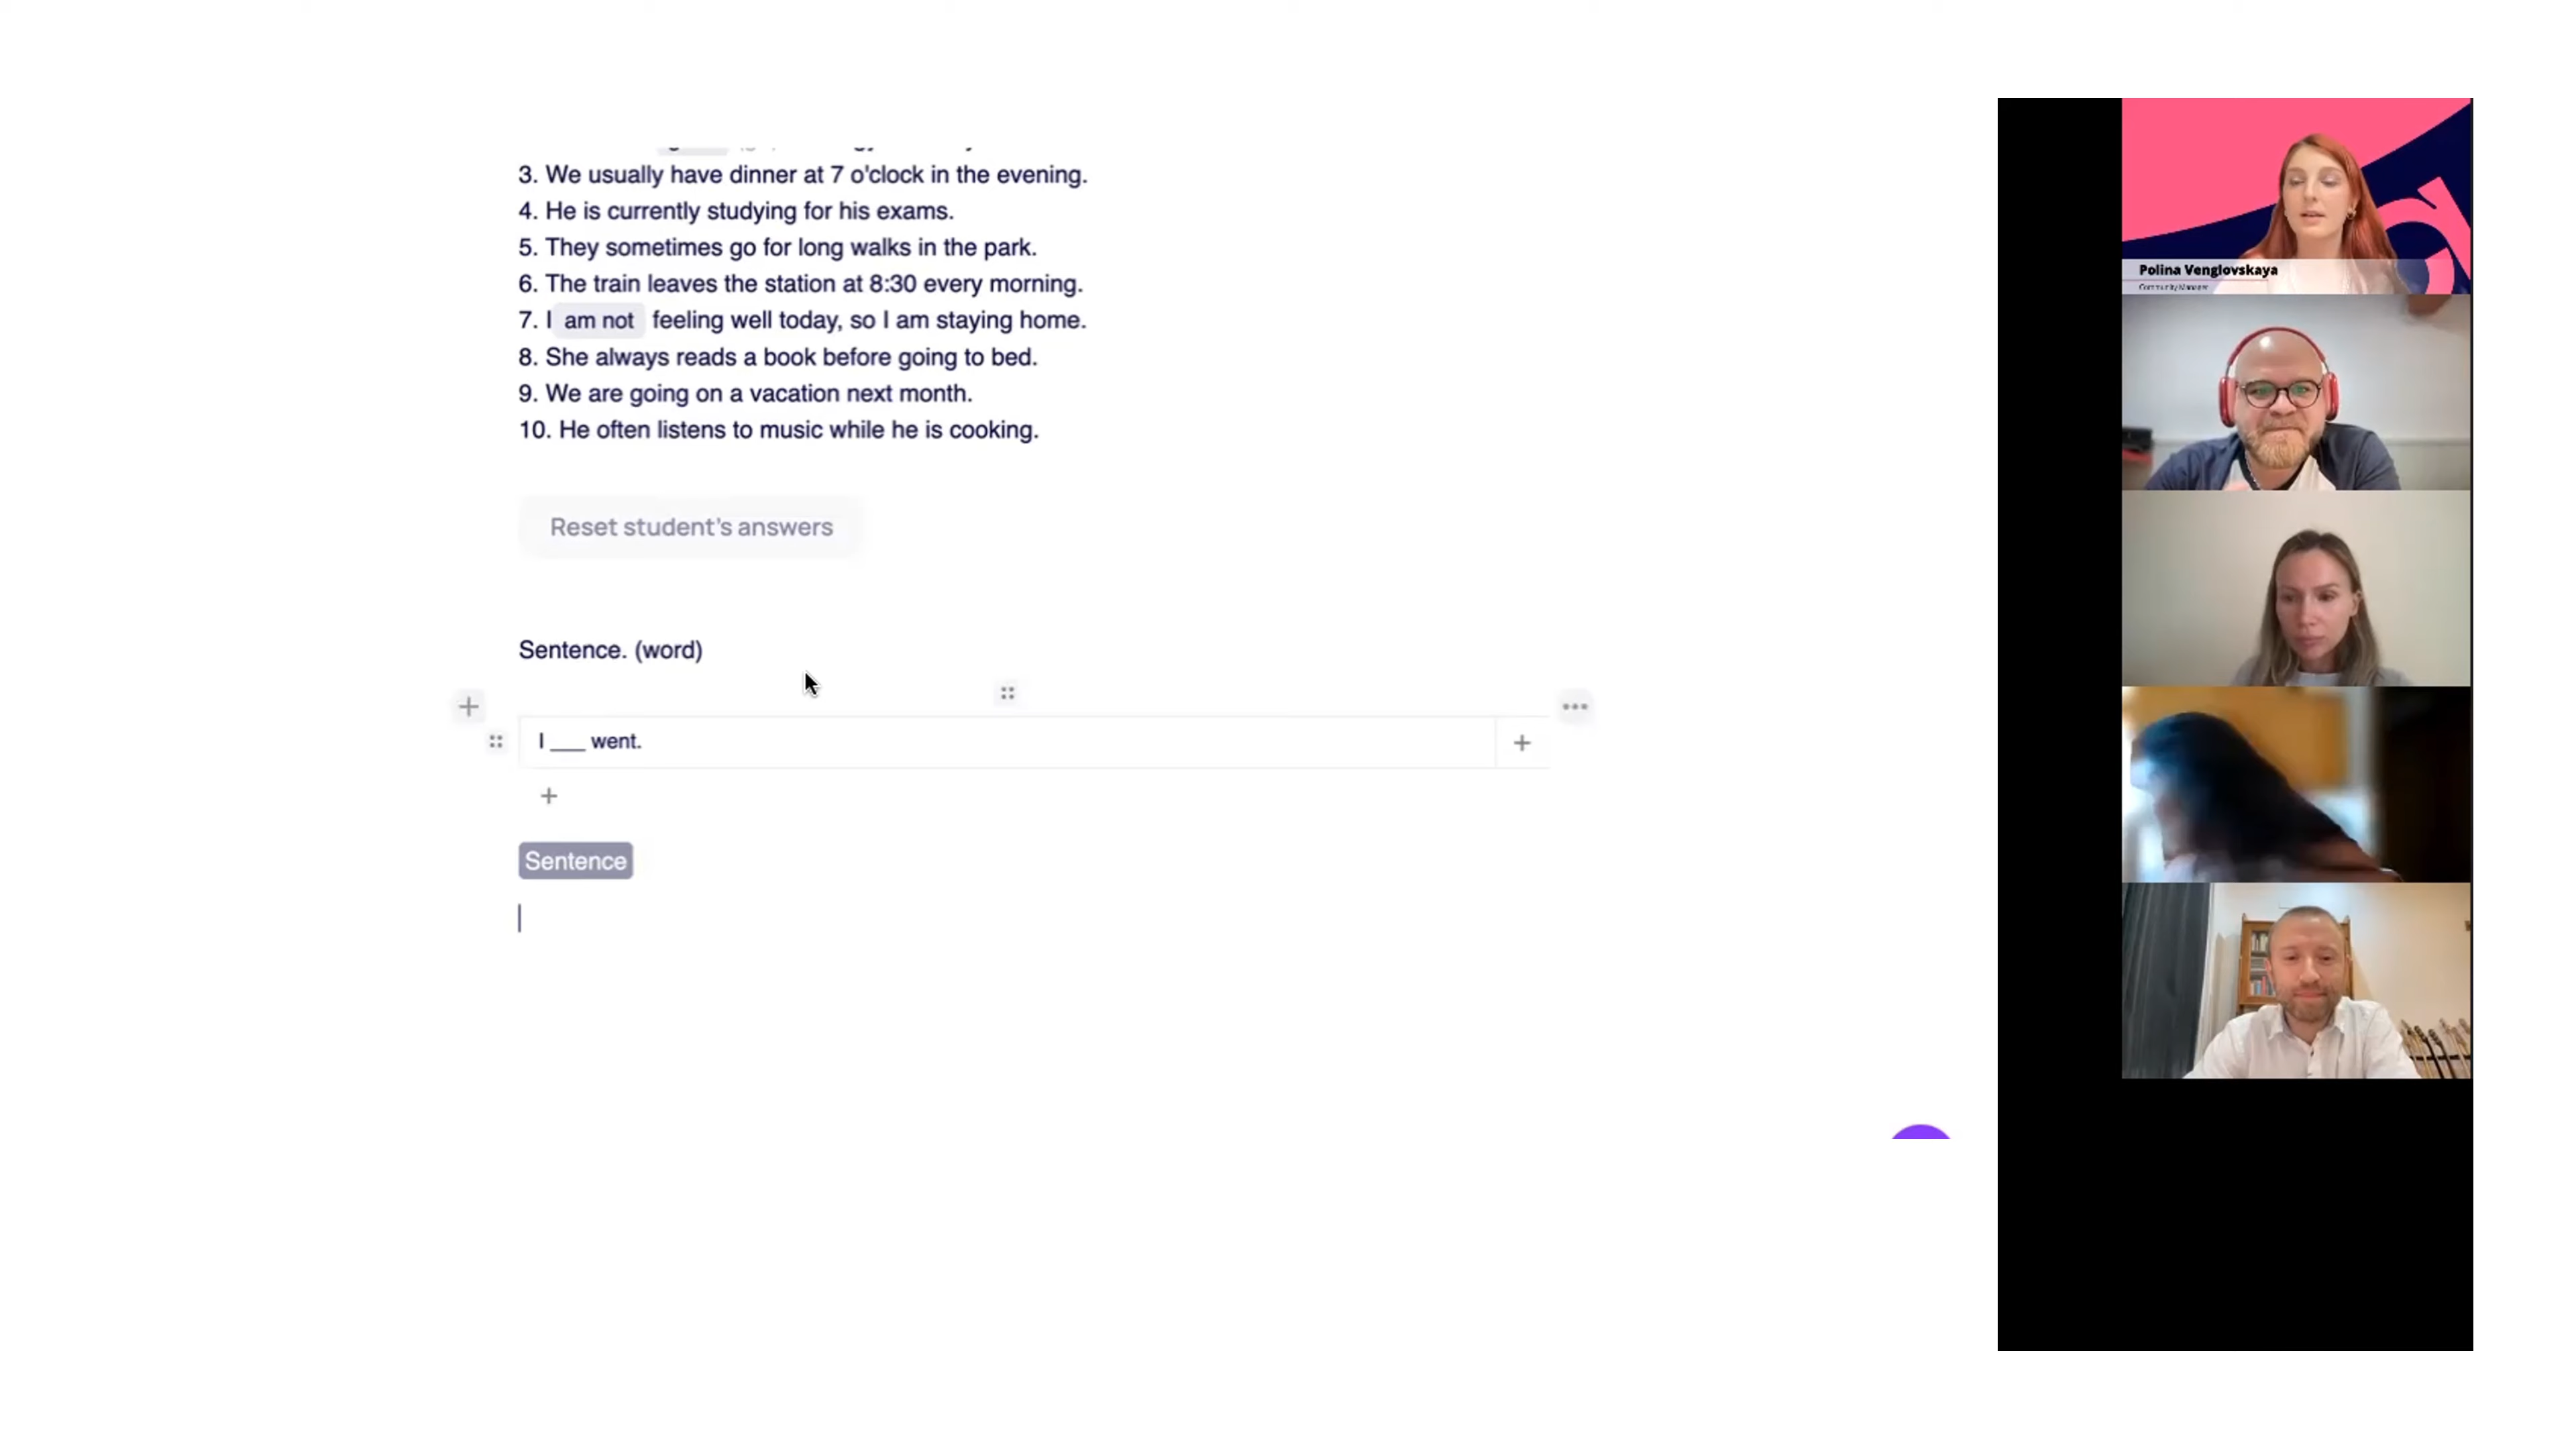 3. We usually have dinner at 7 o'clock in the evening.
4. He is currently studying for his exams.
5. They sometimes go for long walks in the park.
6. The train leaves the station at 8:30 every morning.
7. I am not feeling well today, so I am staying home.
8. She always reads a book before going to bed.
9. We are going on a vacation next month.
10. He often listens to music while he is cooking.
Reset student's answers
Sentence. (word)
I ___ went.
Sentence
Polina Venglovskaya
Community Manager